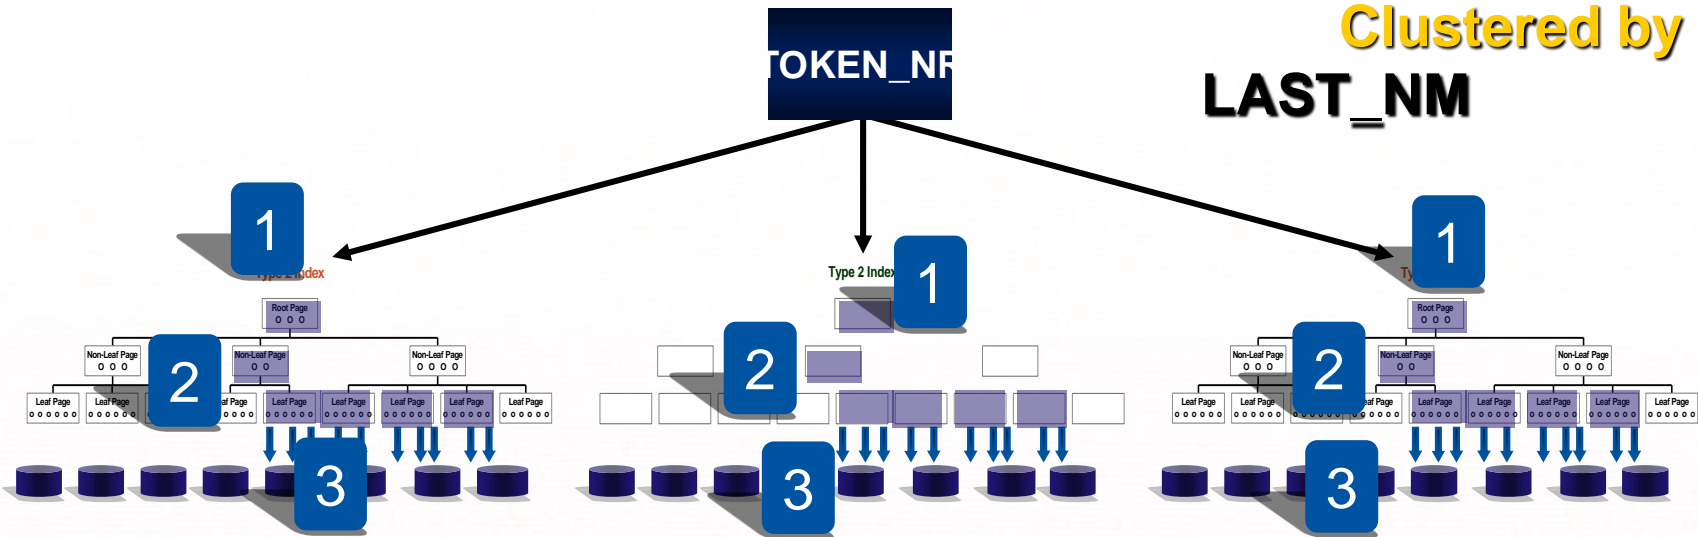 Clustered by
LAST_NM
TOKEN_NR
1
1
1
Type 2 Index
Type 2 Index
Root Page
O O O
Root Page
O O O
2
2
2
Non-Leaf Page
O O O
Non-Leaf Page
O O
Non-Leaf Page
O O O O
Non-Leaf Page
O O O
Non-Leaf Page
O O
Non-Leaf Page
O O O O
Leaf Page
O O O O O O
Leaf Page
Leaf Page
Leaf Page
O O O O O O
Leaf Page
O O O O O O
Leaf Page
O O O O O O
Leaf Page
O O O O O O
Leaf Page
O O O O O O
Leaf Page
O O O O O O
Leaf Page
O O O O O O
Leaf Page
Leaf Page
O O O O O O
Leaf Page
O O O O O O
Leaf Page
O O O O O O
Leaf Page
O O O O O O
Leaf Page
O O O O O O
3
3
3